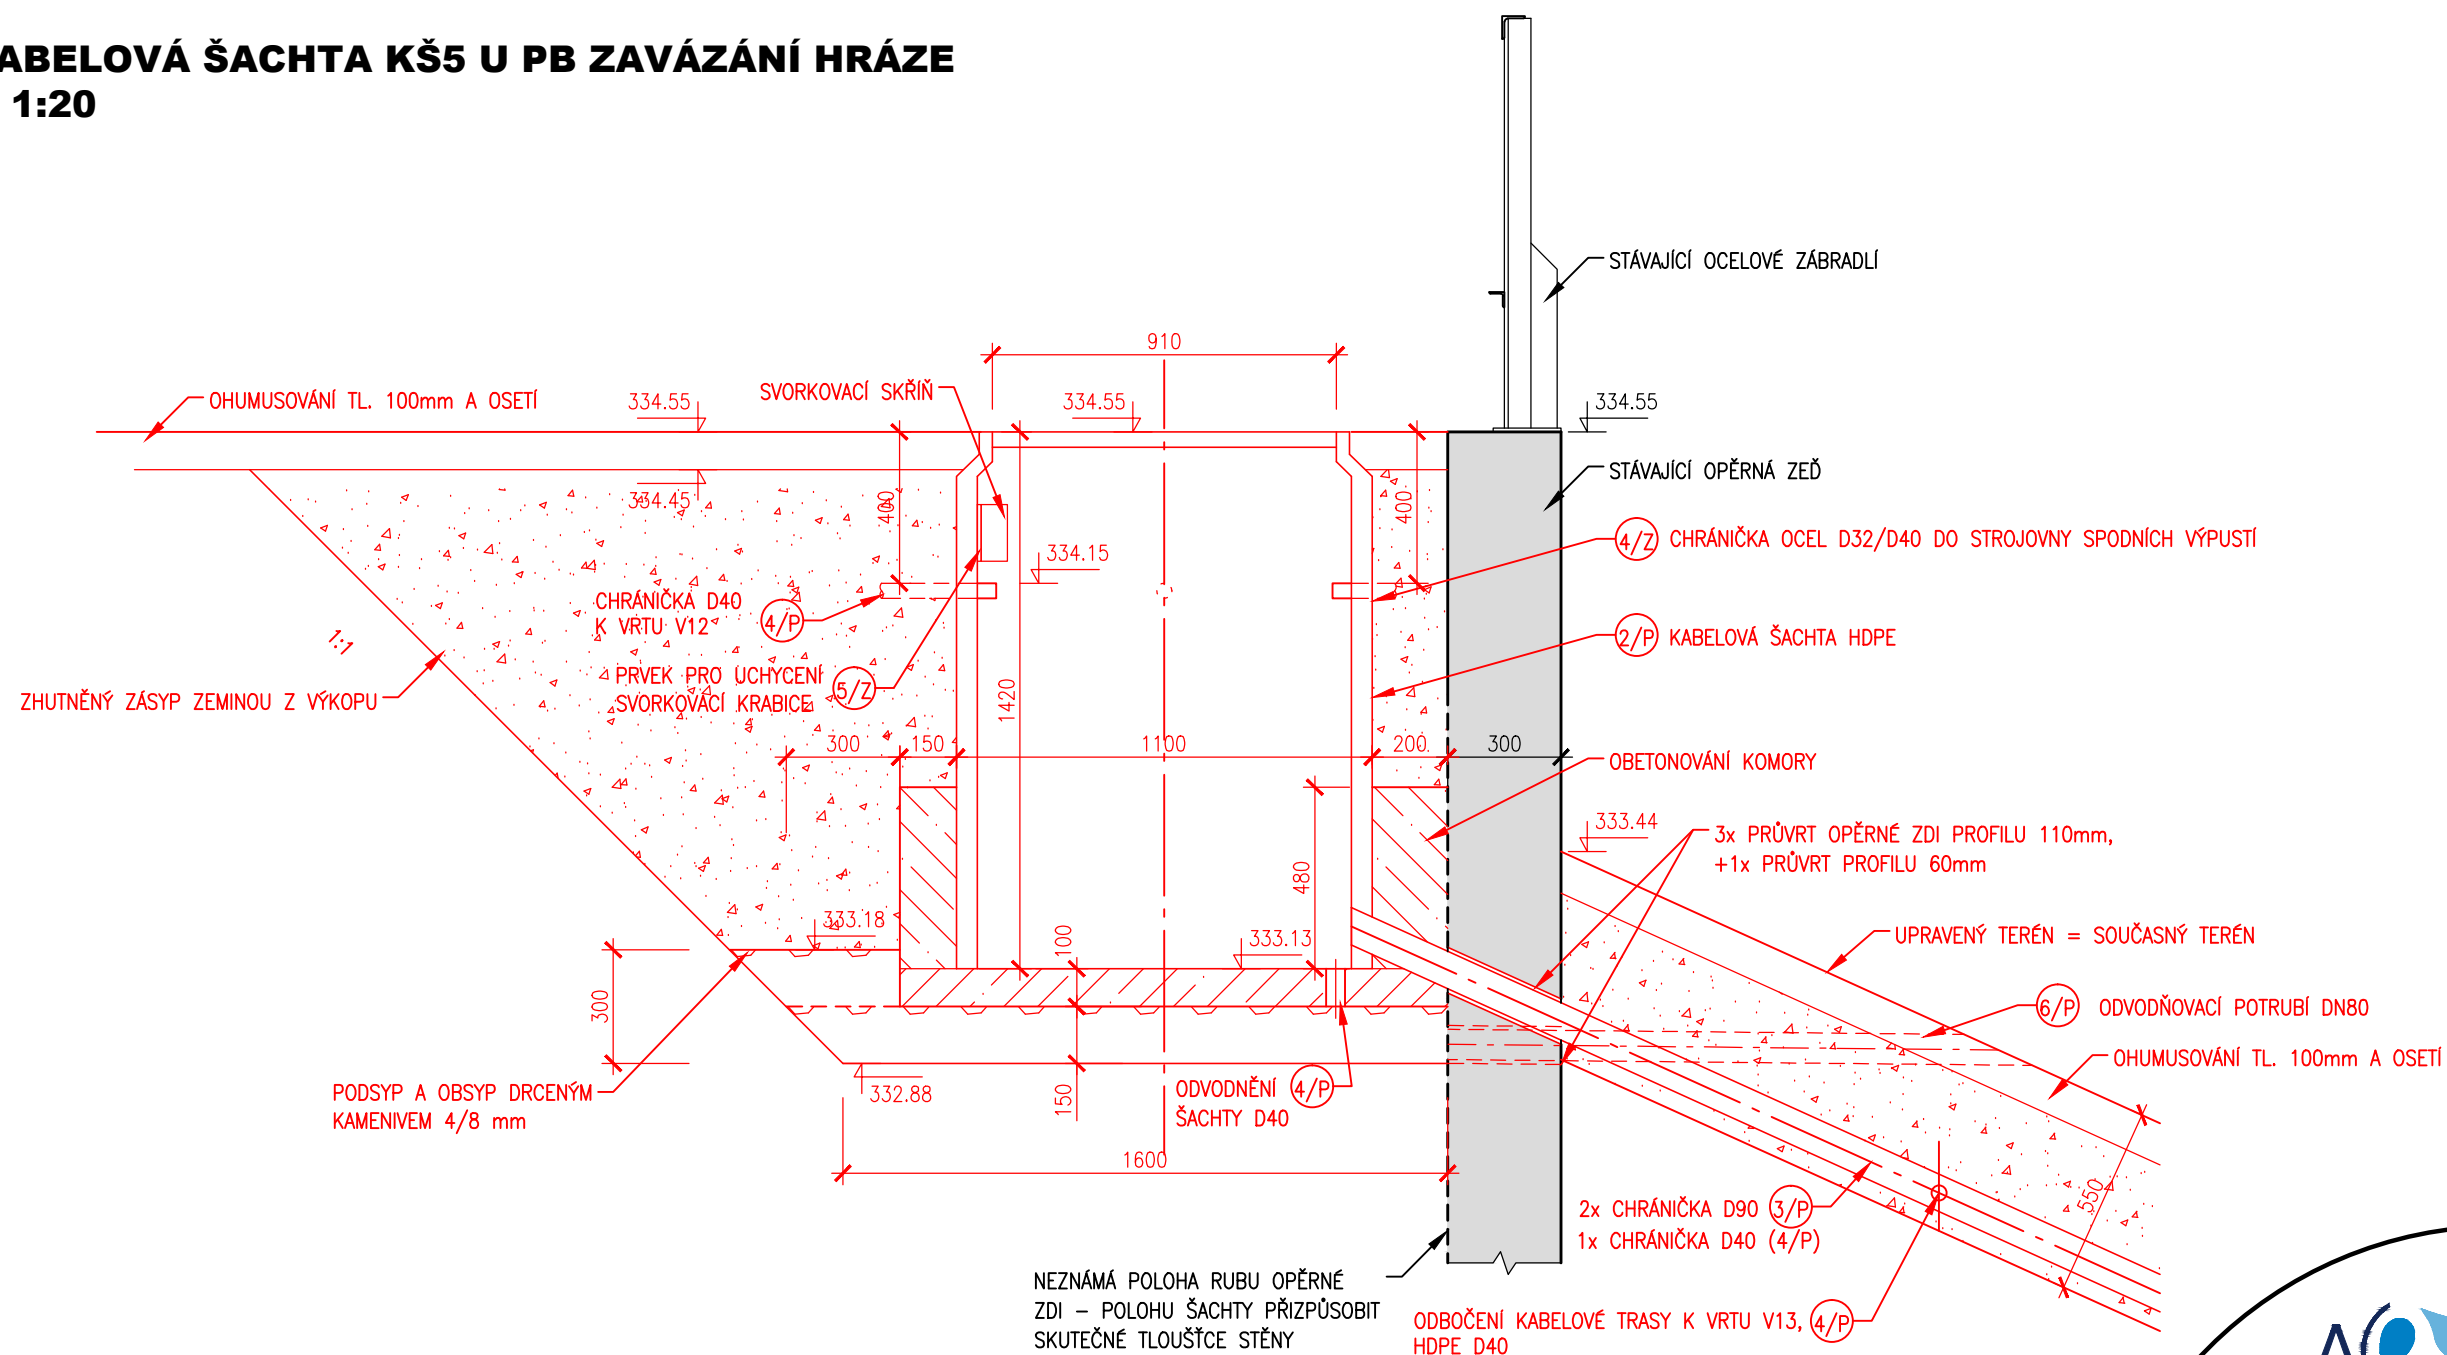 ABELOVÁ ŠACHTA KŠ5 U PB ZAVÁZÁNÍ HRÁZE
1:20
STÁVAJÍCÍ OCELOVÉ ZÁBRADLÍ
910
OHUMUSOVÁNÍ TL. 100mm A OSETÍ
334.55
SVORKOVACÍ SKŘÍŇ
334.55
334.55
STÁVAJÍCÍ OPĚRNÁ ZEĎ
334.45
400
400
4/Z CHRÁNIČKA OCEL D32/D40 DO STROJOVNY SPODNÍCH VÝPUSTÍ
334.15
CHRÁNIČKA D40
K VRTU V12
4/P
1:1
2/P KABELOVÁ ŠACHTA HDPE
PRVEK PRO UCHYCENÍ
SVORKOVACÍ KRABICE
5/Z
ZHUTNĚNÝ ZÁSYP ZEMINOU Z VÝKOPU
1420
300 150 1100 200 300
OBETONOVÁNÍ KOMORY
333.44
3x PRŮVRT OPĚRNÉ ZDI PROFILU 110mm,
+1x PRŮVRT PROFILU 60mm
480
333.18
100
333.13
UPRAVENÝ TERÉN = SOUČASNÝ TERÉN
300
6/P ODVODŇOVACÍ POTRUBÍ DN80
OHUMUSOVÁNÍ TL. 100mm A OSETÍ
PODSYP A OBSYP DRCENÝM
KAMENIVEM 4/8 mm
332.88
150
ODVODNĚNÍ 4/P
ŠACHTY D40
1600
550
2x CHRÁNIČKA D90 3/P
1x CHRÁNIČKA D40 (4/P)
NEZNÁMÁ POLOHA RUBU OPĚRNÉ
ZDI – POLOHU ŠACHTY PŘIZPŮSOBIT
SKUTEČNÉ TLOUŠŤCE STĚNY
ODBOČENÍ KABELOVÉ TRASY K VRTU V13, 4/P
HDPE D40